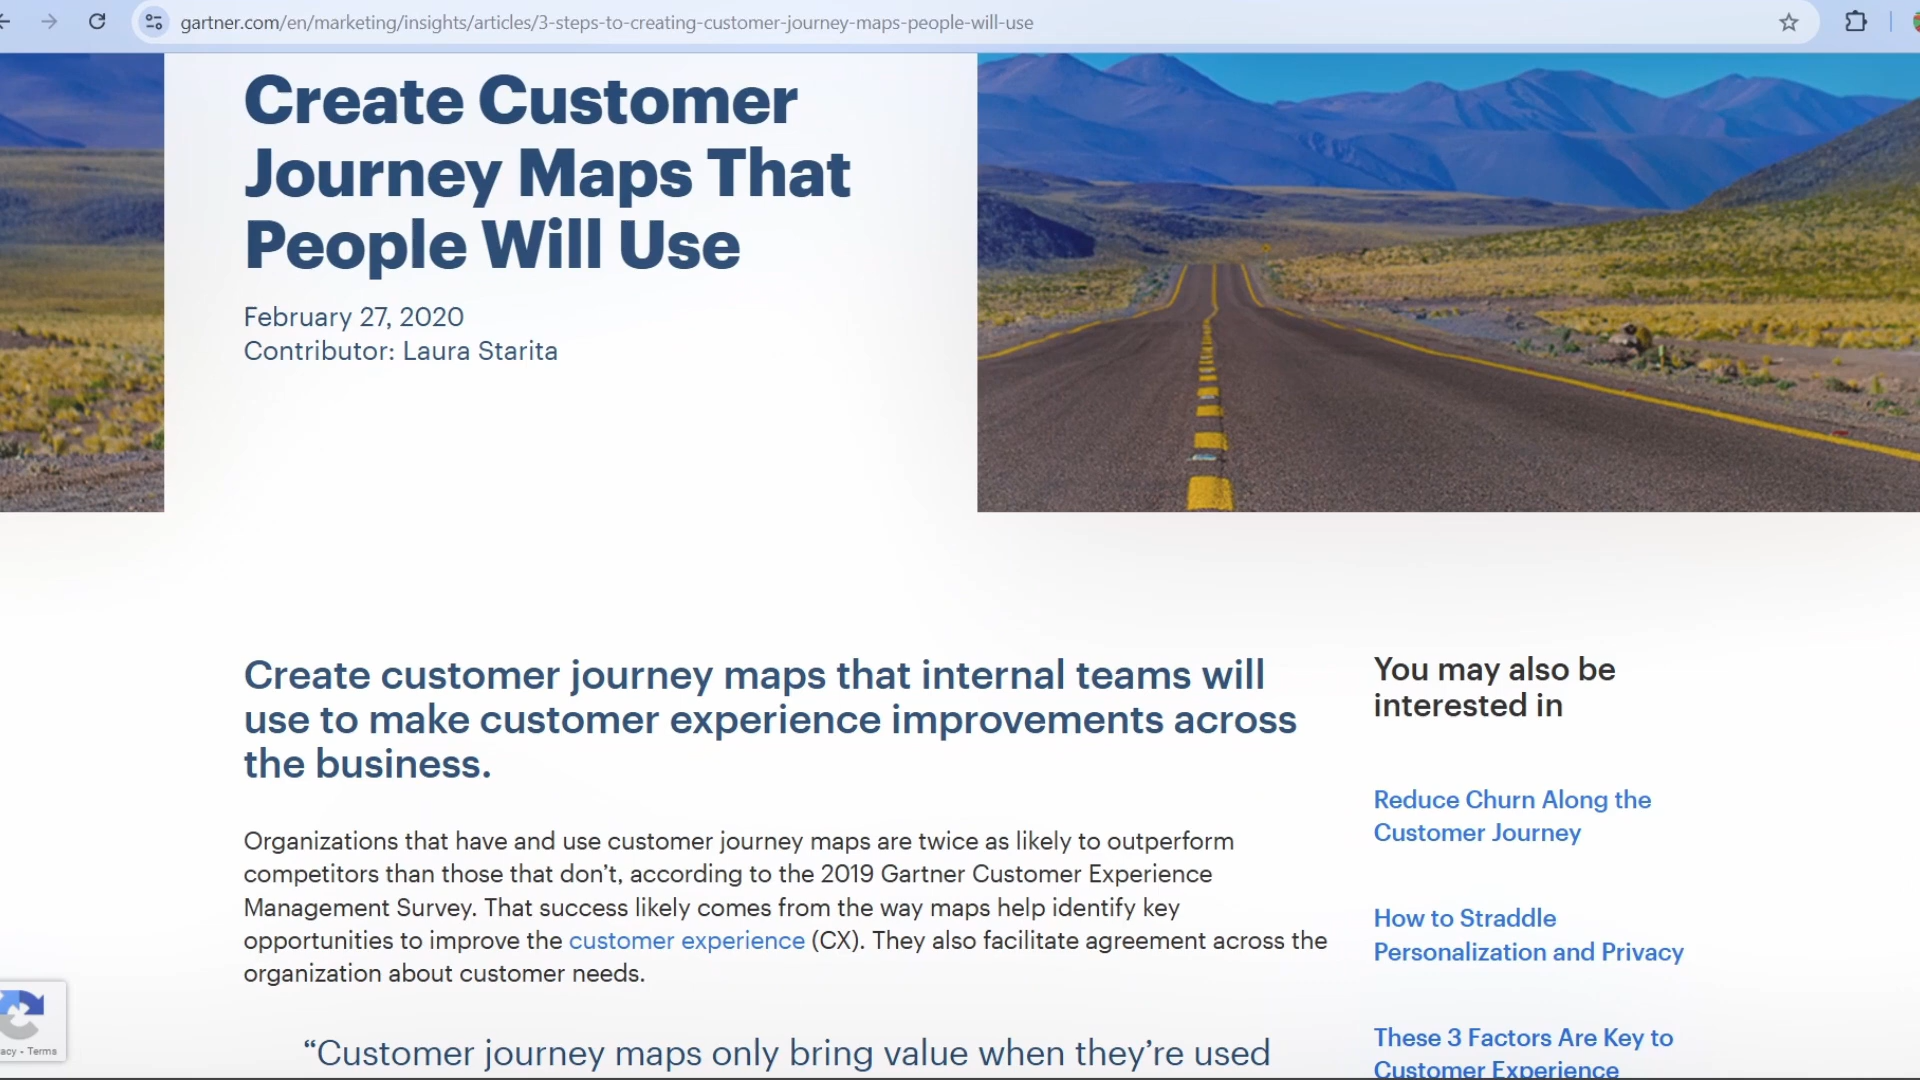 gartner.com/en/marketing/insights/articles/3-steps-to-creating-customer-journey-maps-people-will-use
Create Customer
Journey Maps That
People Will Use
February 27, 2020
Contributor: Laura Starita
Create customer journey maps that internal teams will
use to make customer experience improvements across
the business.
Organizations that have and use customer journey maps are twice as likely to outperform
competitors than those that don’t, according to the 2019 Gartner Customer Experience
Management Survey. That success likely comes from the way maps help identify key
opportunities to improve the customer experience (CX). They also facilitate agreement across the
organization about customer needs.
“Customer journey maps only bring value when they’re used
You may also be
interested in
Reduce Churn Along the
Customer Journey
How to Straddle
Personalization and Privacy
These 3 Factors Are Key to
Customer Experience
acy - Terms